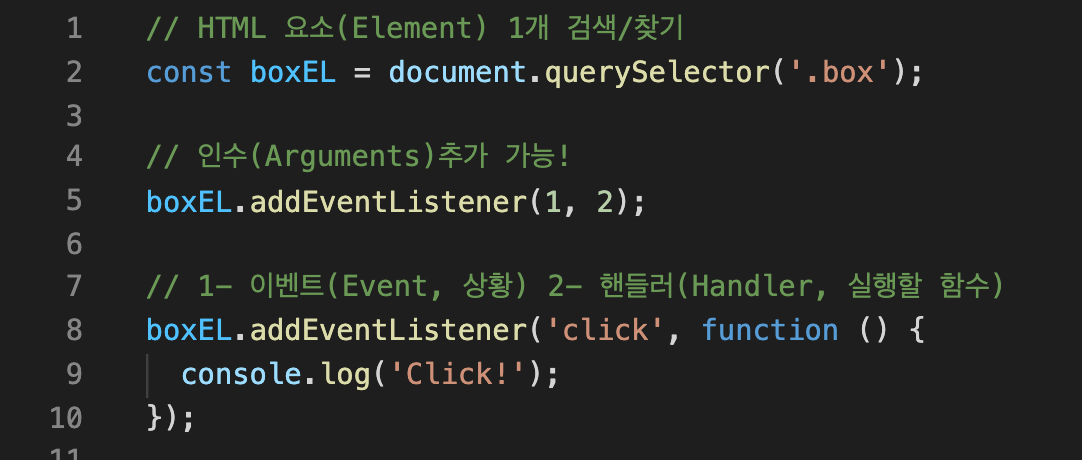 1 // HTML 요소(Element) 1개 검색/찾기
2 const boxEL = document.querySelector('.box');
3
4 // 인수(Arguments)추가 가능!
5 boxEL.addEventListener(1, 2);
6
7 // 1- 이벤트(Event, 상황) 2- 핸들러(Handler, 실행할 함수)
8 boxEL.addEventListener('click', function () {
9   console.log('Click!');
10 });
11